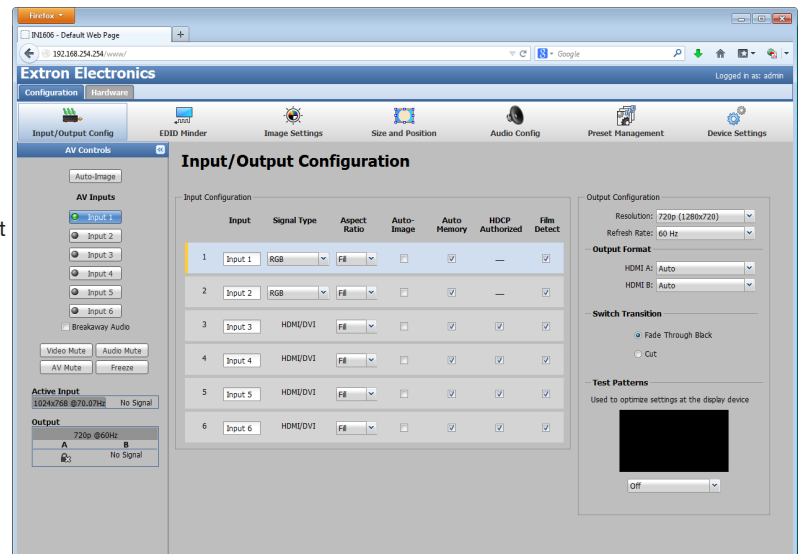 Firefox
IN1606 - Default Web Page
+
192.168.254.254/www/
Google
Extron Electronics
Logged in as: admin
Configuration Hardware
Input/Output Config EDID Minder Image Settings Size and Position Audio Config Preset Management Device Settings
AV Controls
Auto-Image
AV Inputs
Input 1
Input 2
Input 3
Input 4
Input 5
Input 6
Breakaway Audio
Video Mute Audio Mute
AV Mute Freeze
Active Input
1024x768 @70.07Hz No Signal
Output
720p @60Hz
A B
No Signal
t
Input/Output Configuration
Input Configuration
Input Signal Type Aspect Ratio Auto-Image Auto Memory HDCP Authorized Film Detect
1 Input 1 RGB Fill —
2 Input 2 RGB Fill —
3 Input 3 HDMI/DVI Fill
4 Input 4 HDMI/DVI Fill
5 Input 5 HDMI/DVI Fill
6 Input 6 HDMI/DVI Fill
Output Configuration
Resolution: 720p (1280x720)
Refresh Rate: 60 Hz
Output Format
HDMI A: Auto
HDMI B: Auto
Switch Transition
Fade Through Black
Cut
Test Patterns
Used to optimize settings at the display device
Off